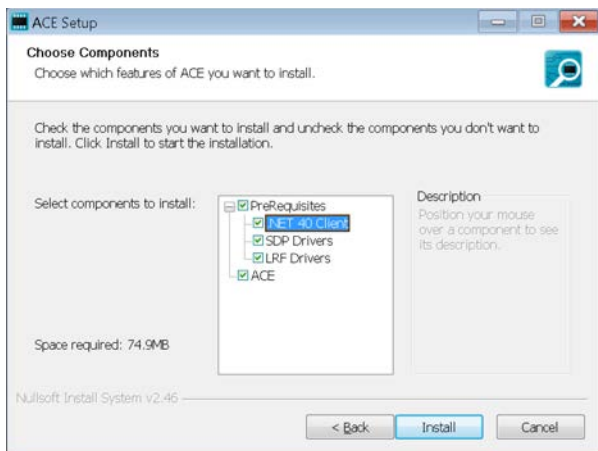 ACE Setup
Choose Components
Choose which features of ACE you want to install.
Check the components you want to install and uncheck the components you don't want to
install. Click Install to start the installation.
Select components to install:
PreRequisites
.NET 40 Client
SDP Drivers
LRF Drivers
ACE
Description
Position your mouse
over a component to see
its description.
Space required: 74.9MB
Nullsoft Install System v2.46
< Back
Install
Cancel